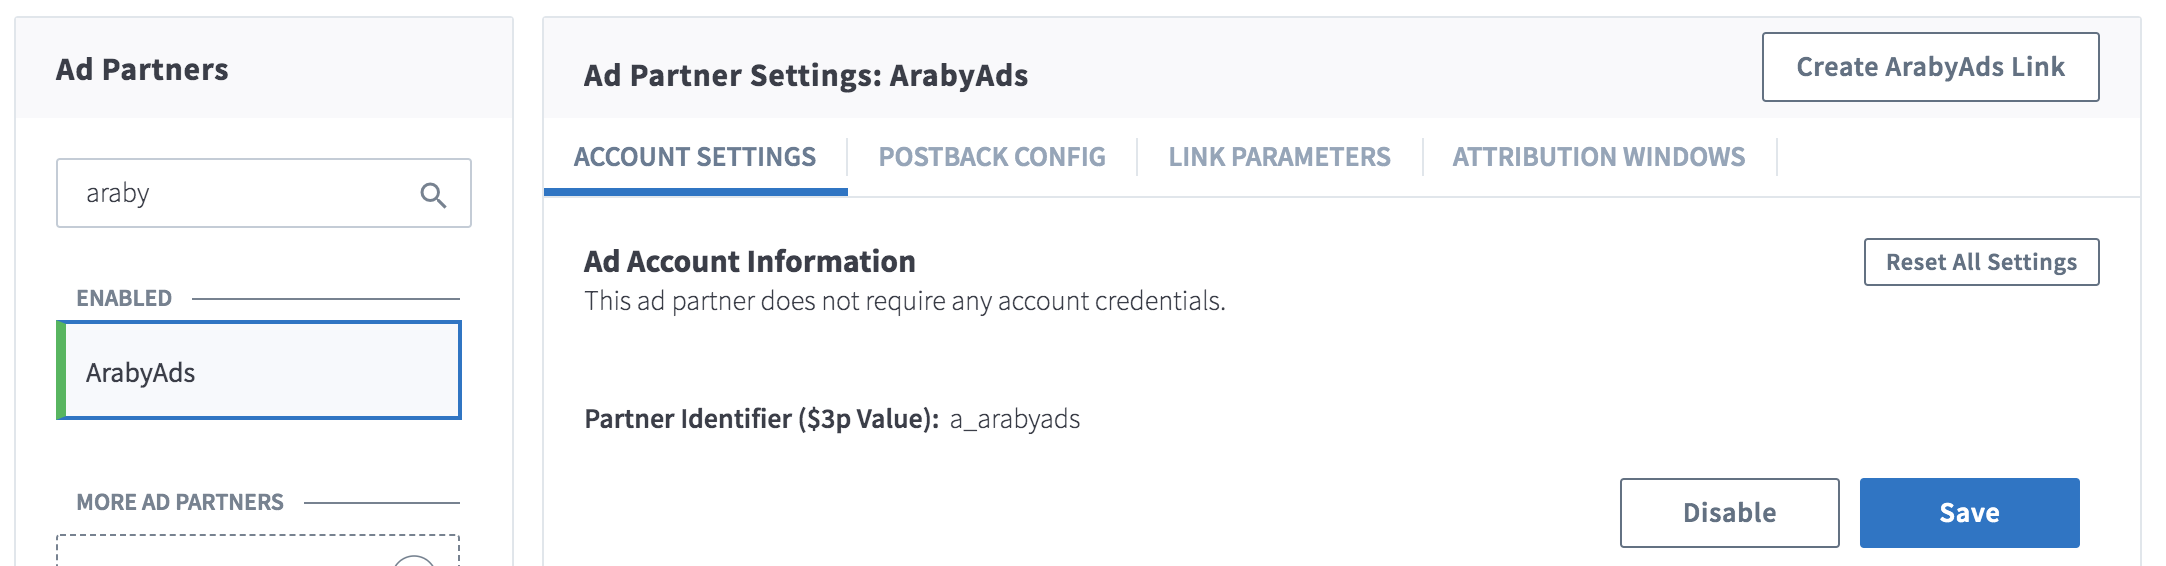 Ad Partners
araby
ENABLED
ArabyAds
MORE AD PARTNERS
Ad Partner Settings: ArabyAds
Create ArabyAds Link
ACCOUNT SETTINGS
POSTBACK CONFIG
LINK PARAMETERS
ATTRIBUTION WINDOWS
Ad Account Information
Reset All Settings
This ad partner does not require any account credentials.
Partner Identifier ($3p Value): a_arabyads
Disable
Save